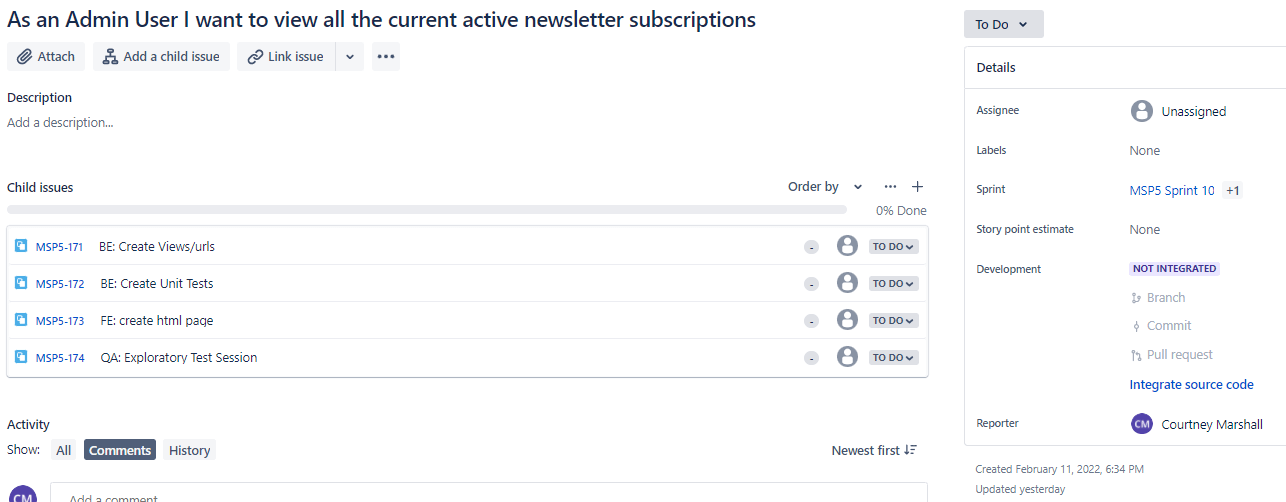 As an Admin User I want to view all the current active newsletter subscriptions
Attach
Add a child issue
Link issue
Description
Add a description...
Child issues
Order by
0% Done
MSP5-171 BE: Create Views/urls - TO DO
MSP5-172 BE: Create Unit Tests - TO DO
MSP5-173 FE: create html page - TO DO
MSP5-174 QA: Exploratory Test Session - TO DO
Activity
Show: All Comments History
Newest first
CM Add a comment
To Do
Details
Assignee Unassigned
Labels None
Sprint MSP5 Sprint 10 +1
Story point estimate None
Development NOT INTEGRATED
Branch
Commit
Pull request
Integrate source code
Reporter CM Courtney Marshall
Created February 11, 2022, 6:34 PM
Updated yesterday